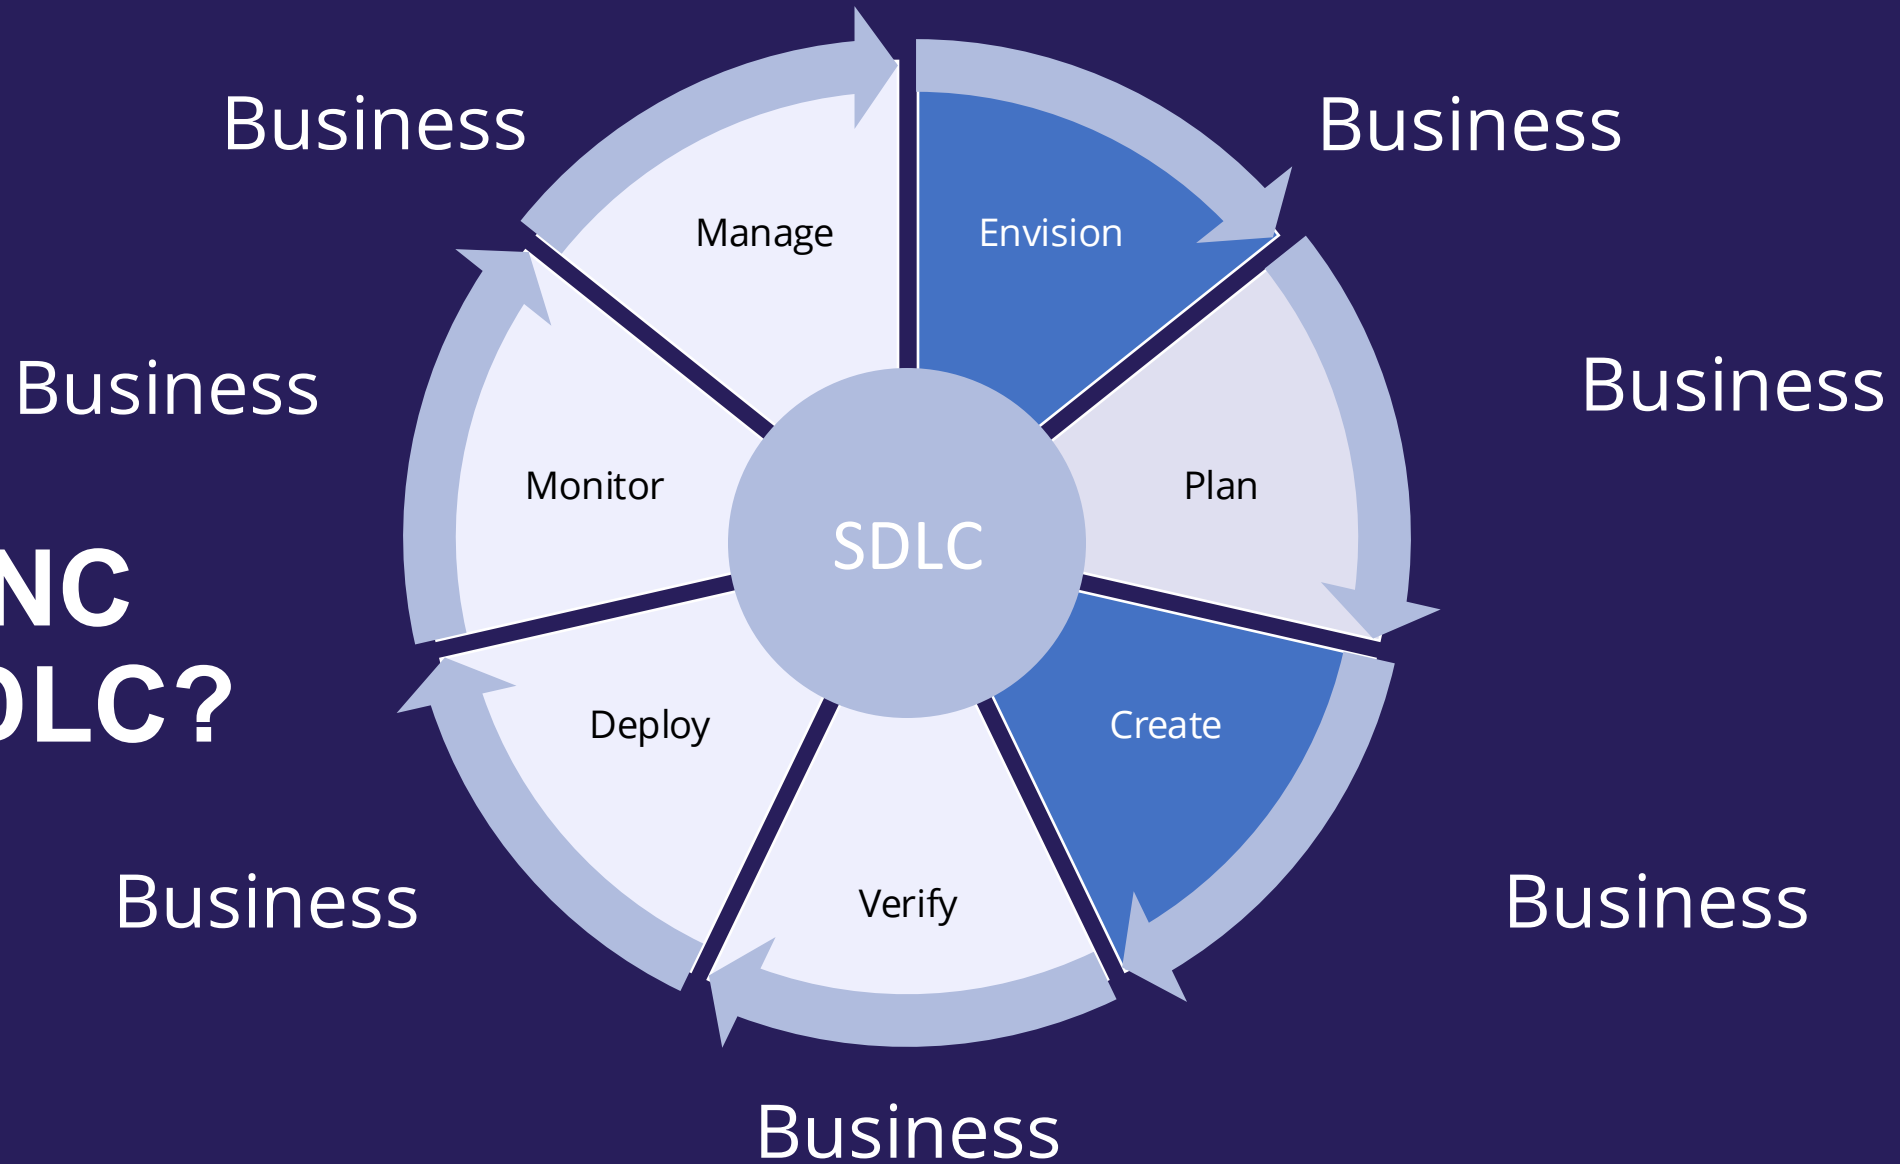 Business
Business
Manage
Envision
Business
Business
Monitor
Plan
SDLC
NC
DLC?
Deploy
Create
Business
Business
Verify
Business